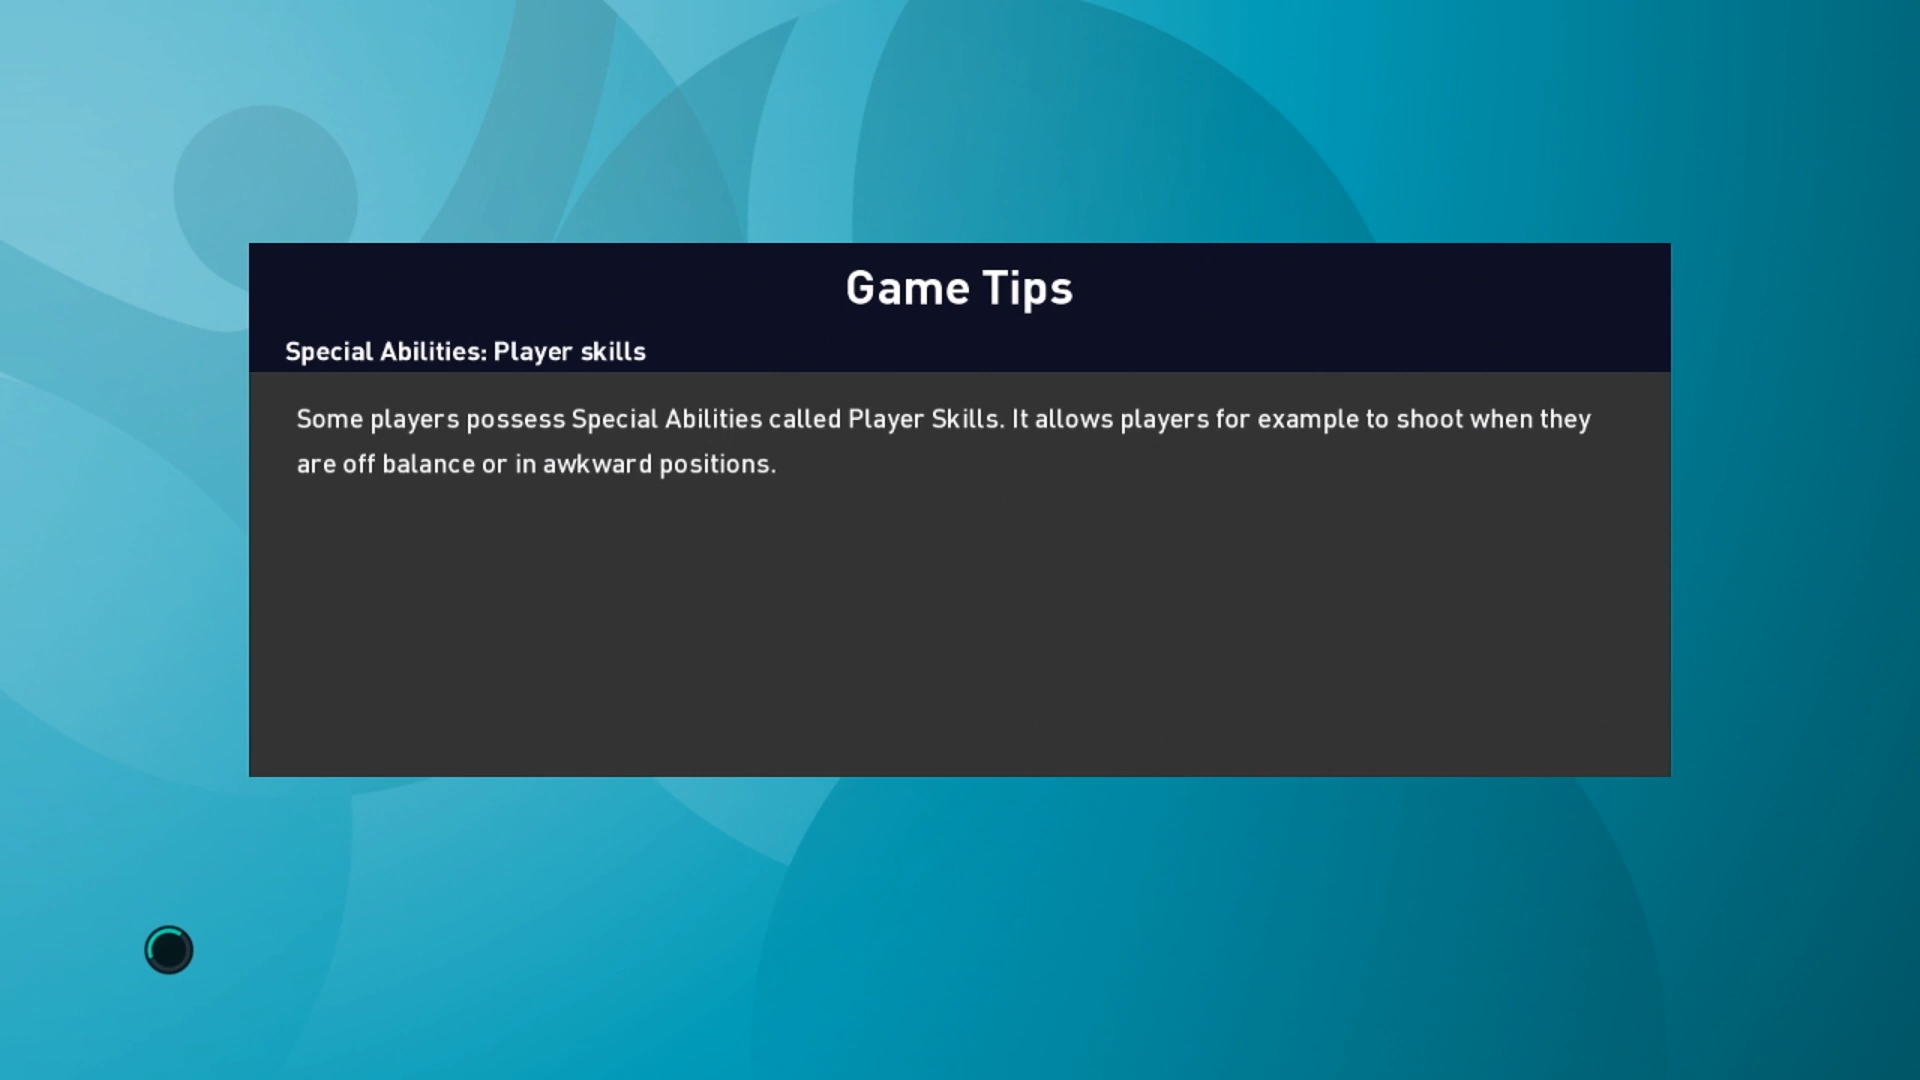 Game Tips
Special Abilities: Player skills
Some players possess Special Abilities called Player Skills. It allows players for example to shoot when they
are off balance or in awkward positions.